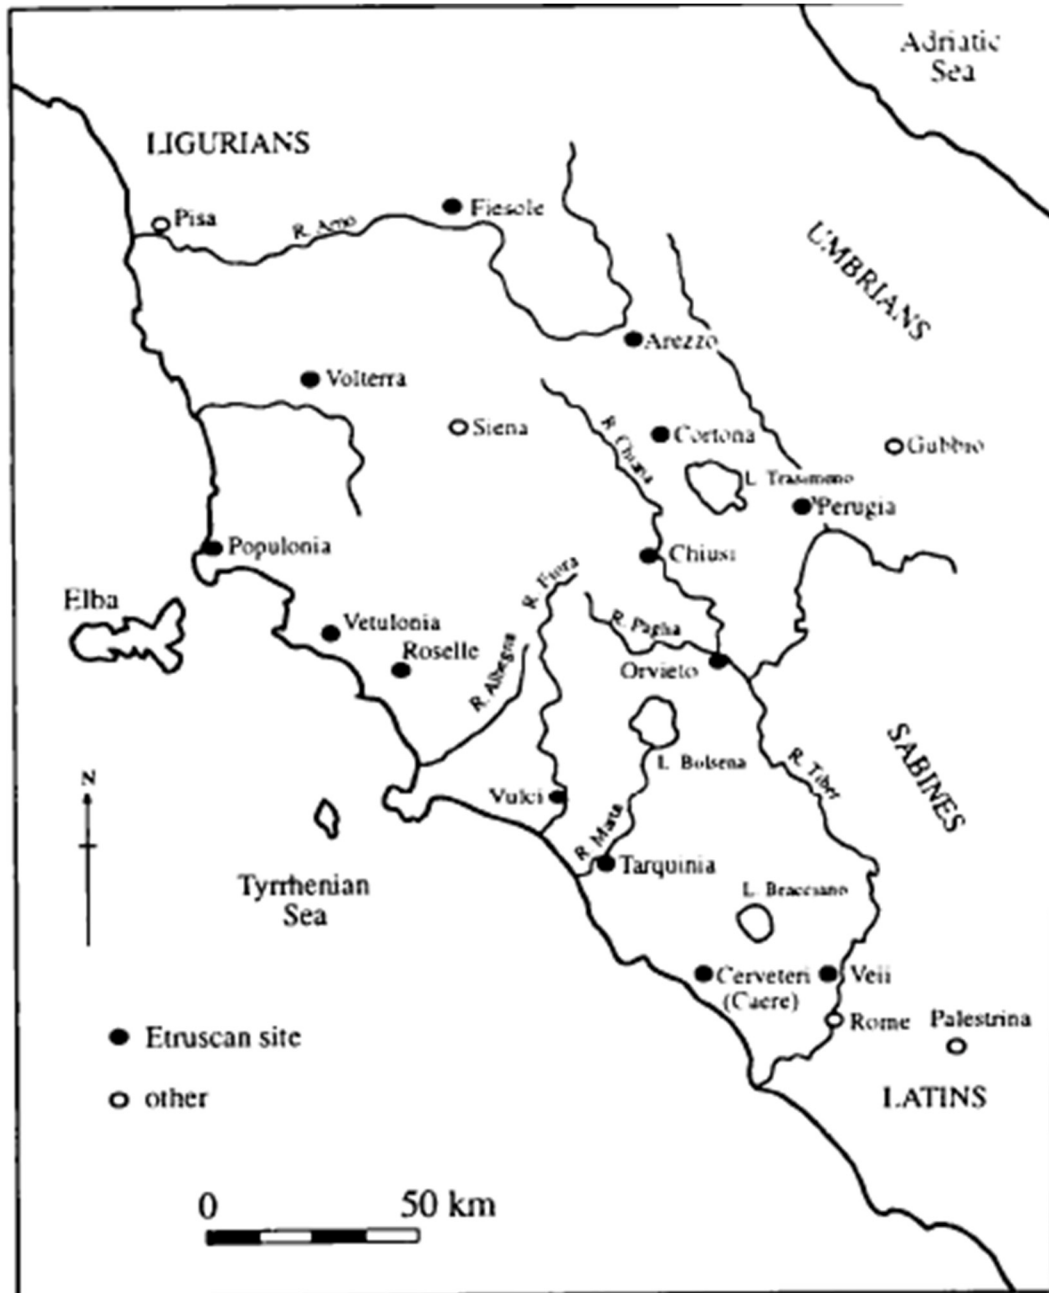 Adriatic
Sea
LIGURIANS
Pisa
R. Arno
Fiesole
UMBRIANS
Arezzo
Volterra
Siena
R. Chiana
Cortona
Gubbio
L. Trasimeno
Perugia
Populonia
Chiusi
R. Fiora
Elba
Vetulonia
R. Paglia
Roselle
R. Albegna
Orvieto
SABINES
L. Bolsena
R. Tiber
N
Vulci
R. Marta
Tarquinia
Tyrrhenian
Sea
L. Bracciano
Cerveteri
(Caere)
Veii
Rome
Palestrina
Etruscan site
LATINS
other
0
50 km